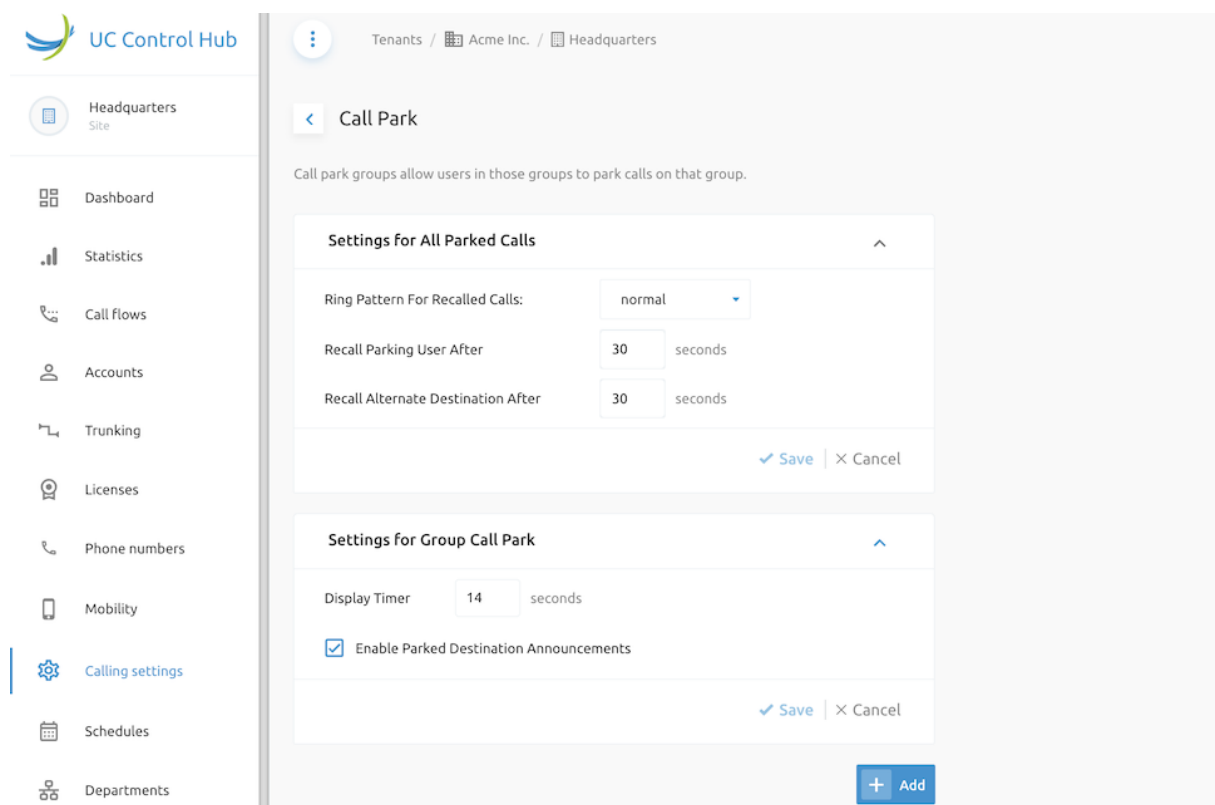 UC Control Hub
Headquarters
Site
Dashboard
Statistics
Call flows
Accounts
Trunking
Licenses
Phone numbers
Mobility
Calling settings
Schedules
Departments
Tenants / Acme Inc. / Headquarters
Call Park
Call park groups allow users in those groups to park calls on that group.
Settings for All Parked Calls
Ring Pattern For Recalled Calls: normal
Recall Parking User After 30 seconds
Recall Alternate Destination After 30 seconds
Save Cancel
Settings for Group Call Park
Display Timer 14 seconds
Enable Parked Destination Announcements
Save Cancel
+ Add